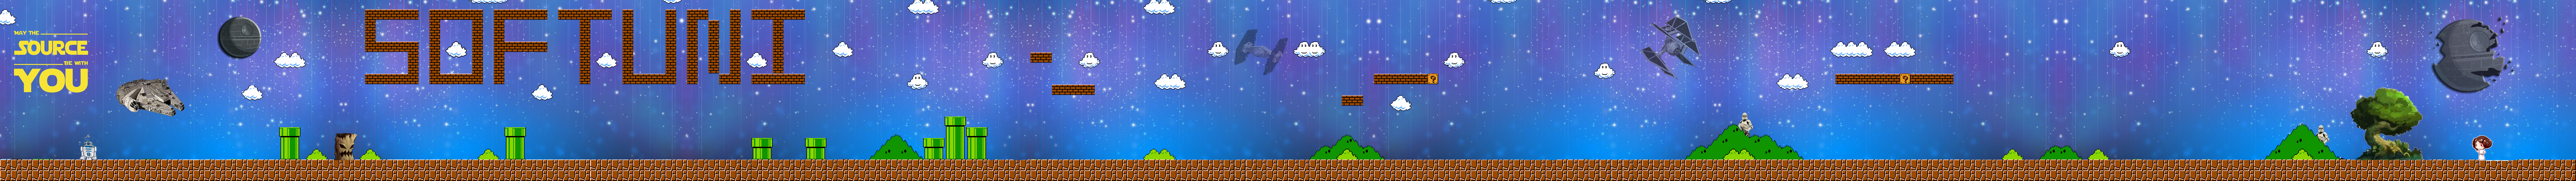 MAY THE
SOURCE
BE WITH
YOU
SOFTUNI
?
?